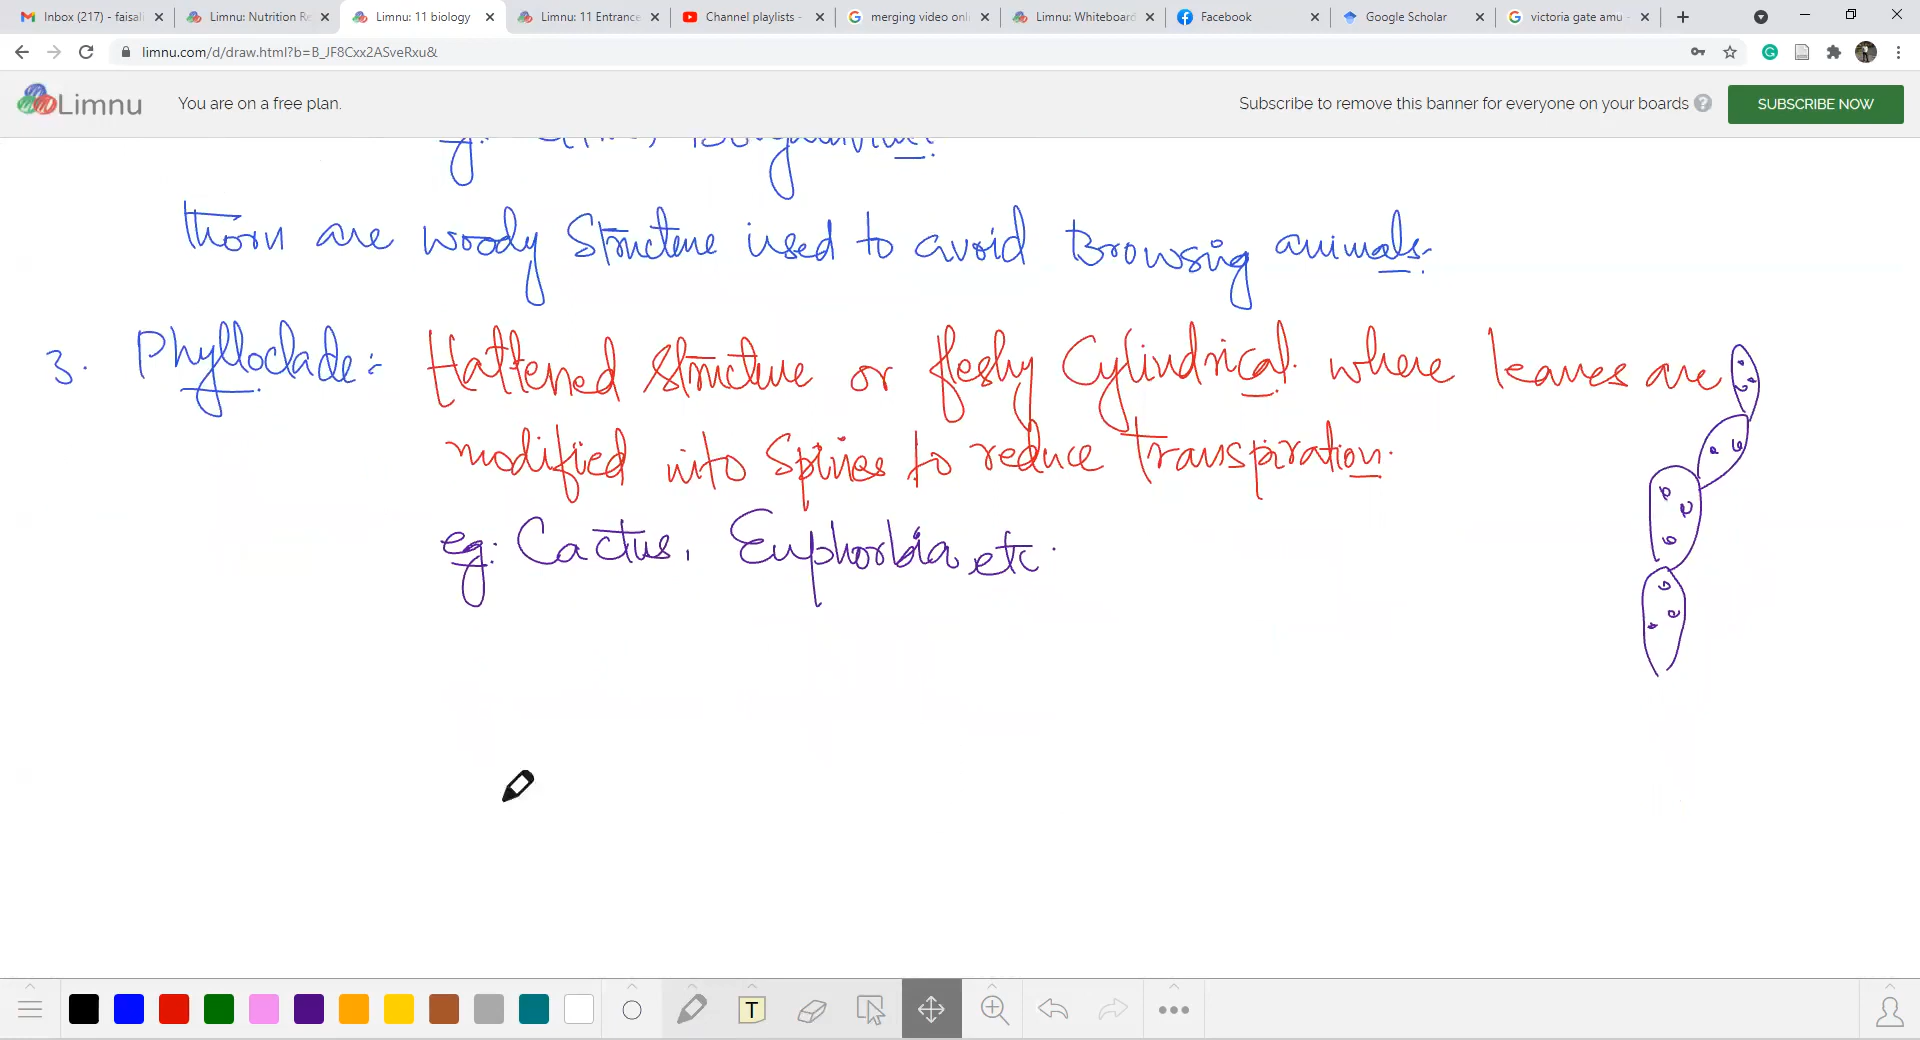 Inbox (217) - faisali
Limnu: Nutrition Re
Limnu: 11 biology
Limnu: 11 Entrance
Channel playlists -
merging video onl
Limnu: Whiteboard
Facebook
Google Scholar
victoria gate amu -
limnu.com/d/draw.html?b=B_JF8Cxx2ASveRxu&
Limnu
You are on a free plan.
Subscribe to remove this banner for everyone on your boards ?
SUBSCRIBE NOW
Thorn are woody Structure used to avoid Browsing animals.
3. Phylloclade:- Flattened Structure or fleshy Cylindrical. where leaves are
modified into Spines to reduce Transpiration.
eg: Cactus, Euphorbia etc.
T